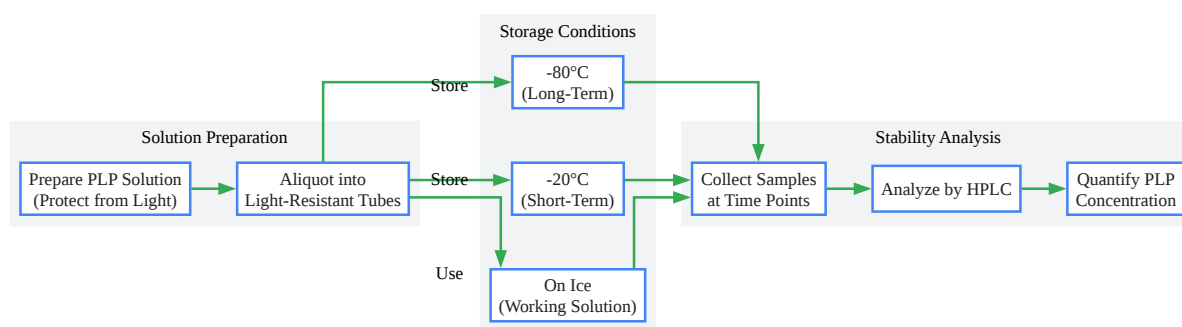 Storage Conditions
Store
-80°C
(Long-Term)
Solution Preparation
Prepare PLP Solution
(Protect from Light)
Aliquot into
Light-Resistant Tubes
Store
-20°C
(Short-Term)
Use
On Ice
(Working Solution)
Stability Analysis
Collect Samples
at Time Points
Analyze by HPLC
Quantify PLP
Concentration